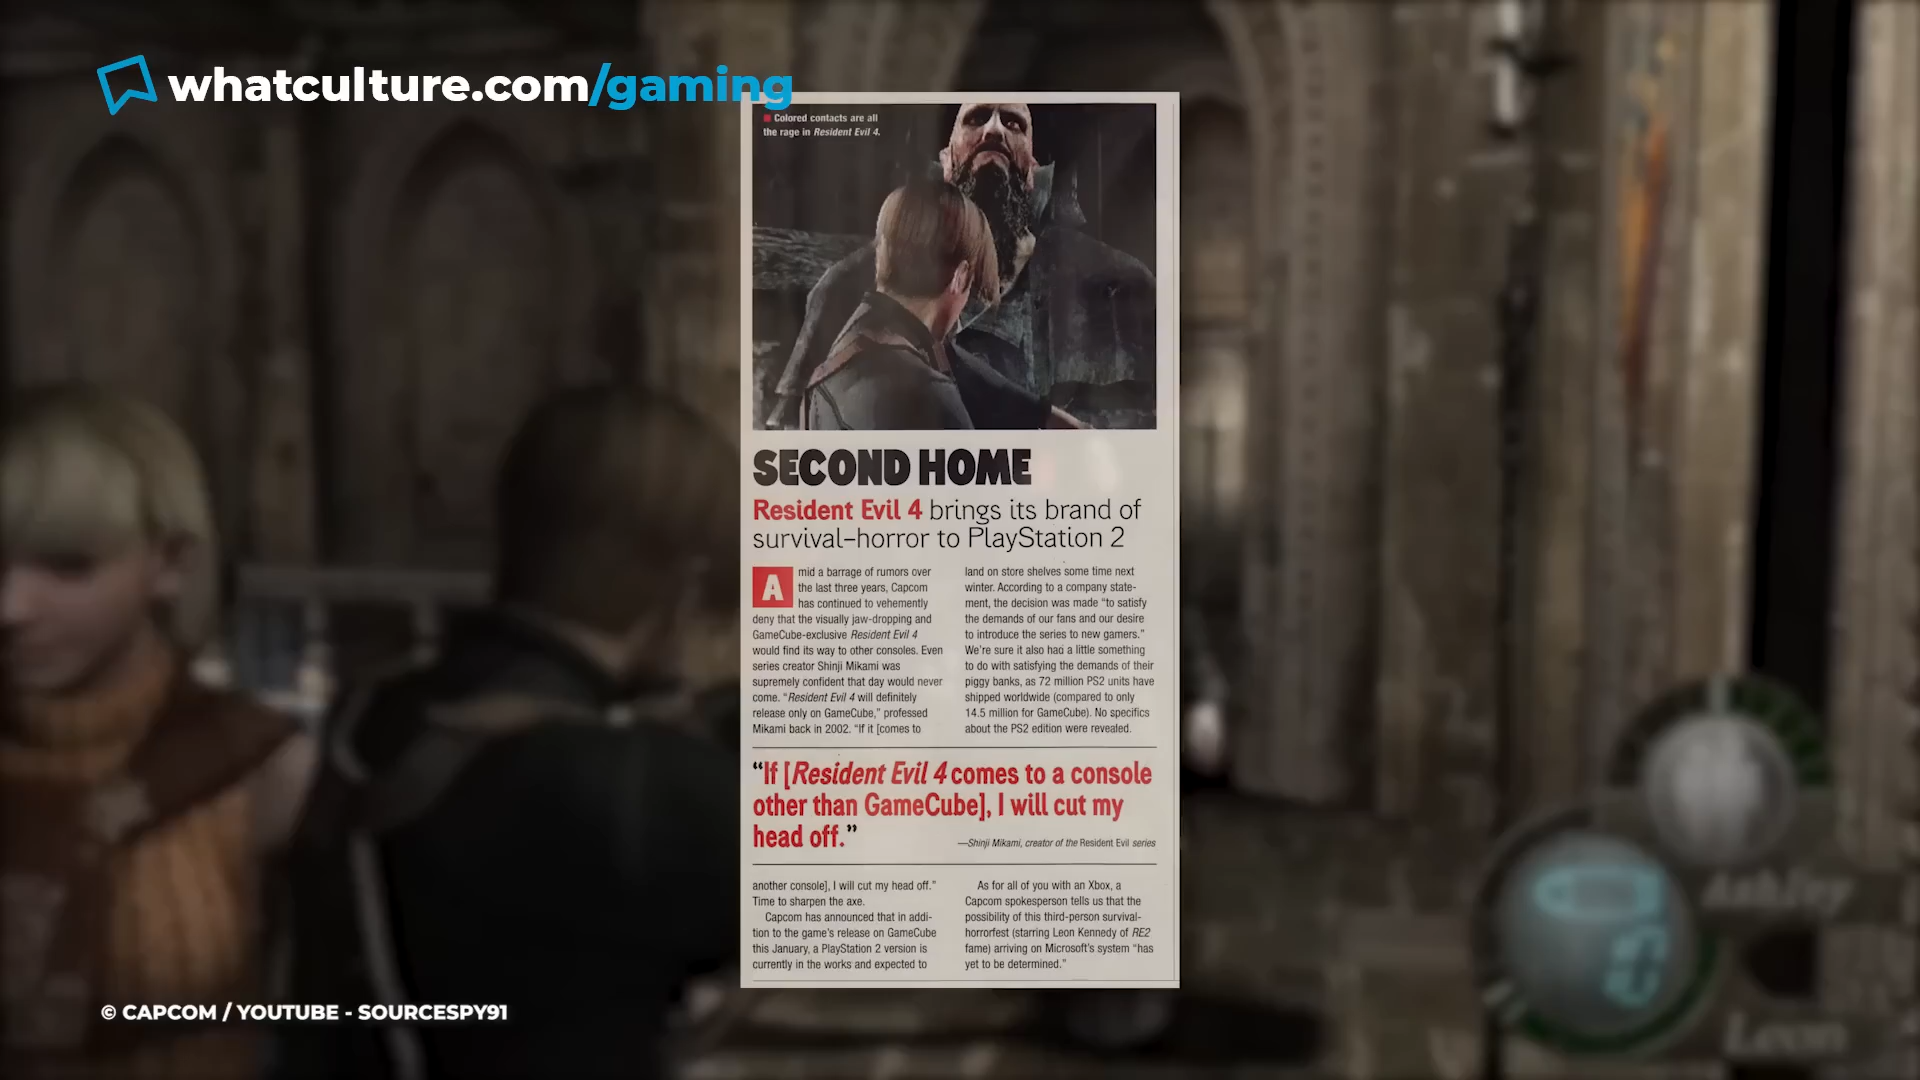 whatculture.com/gaming
Colored contacts are all
the rage in Resident Evil 4.
SECOND HOME
Resident Evil 4 brings its brand of
survival-horror to PlayStation 2
Amid a barrage of rumors over
the last three years, Capcom
has continued to vehemently
deny that the visually jaw-dropping and
GameCube-exclusive Resident Evil 4
would find its way to other consoles. Even
series creator Shinji Mikami was
supremely confident that day would never
come. “Resident Evil 4 will definitely
release only on GameCube,” professed
Mikami back in 2002. “If it [comes to
“If [Resident Evil 4 comes to a console
other than GameCube], I will cut my
head off.”
—Shinji Mikami, creator of the Resident Evil series
another console], I will cut my head off.”
Time to sharpen the axe.
Capcom has announced that in addi-
tion to the game's release on GameCube
this January, a PlayStation 2 version is
currently in the works and expected to
land on store shelves some time next
winter. According to a company state-
ment, the decision was made “to satisfy
the demands of our fans and our desire
to introduce the series to new gamers.”
We're sure it also had a little something
to do with satisfying the demands of their
piggy banks, as 72 million PS2 units have
shipped worldwide (compared to only
14.5 million for GameCube). No specifics
about the PS2 edition were revealed.
As for all of you with an Xbox, a
Capcom spokesperson tells us that the
possibility of this third-person survival-
horrorfest (starring Leon Kennedy of RE2
fame) arriving on Microsoft's system “has
yet to be determined.”
Ashley
Leon
© CAPCOM / YOUTUBE - SOURCESPY91